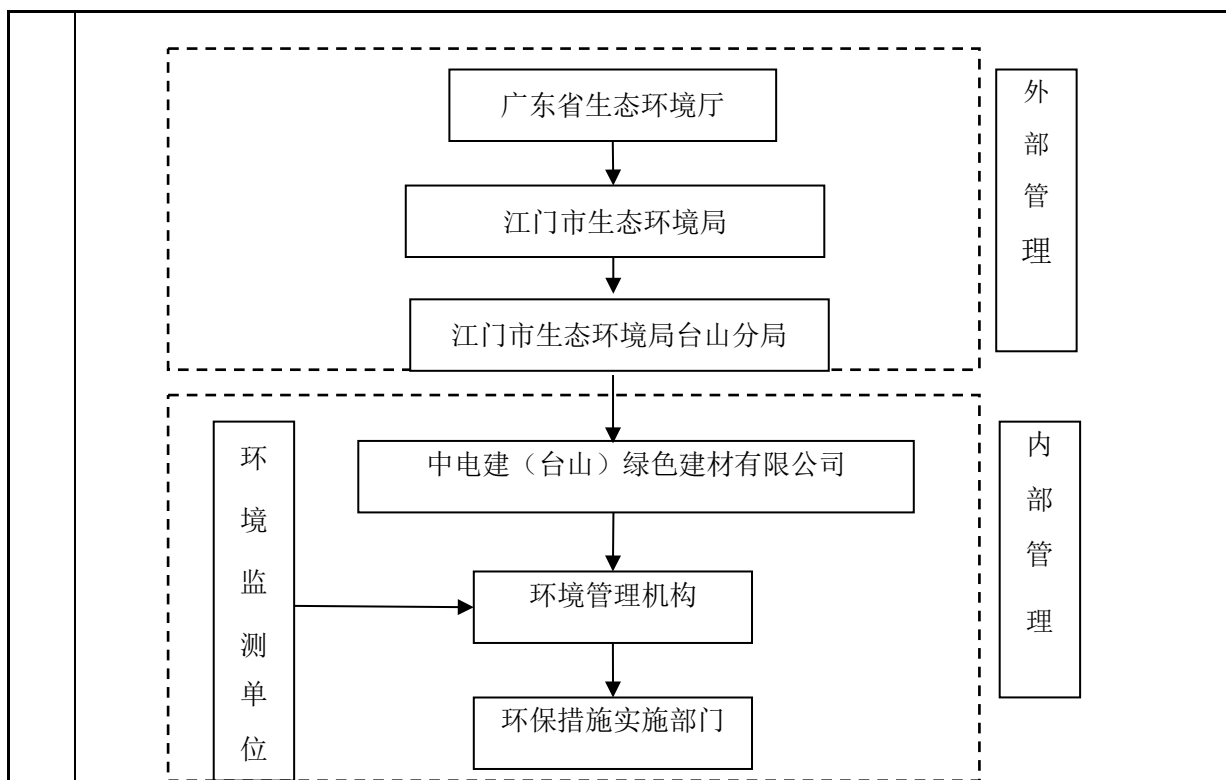 广东省生态环境厅
江门市生态环境局
江门市生态环境局台山分局
外部管理
中电建（台山）绿色建材有限公司
环境管理机构
环保措施实施部门
环境监测单位
内部管理